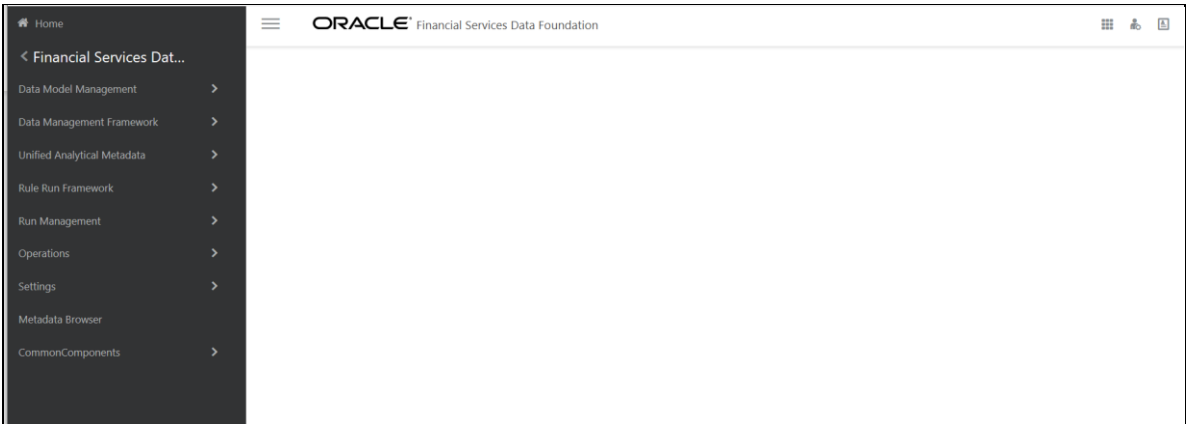 Home
ORACLE® Financial Services Data Foundation
Financial Services Dat...
Data Model Management
Data Management Framework
Unified Analytical Metadata
Rule Run Framework
Run Management
Operations
Settings
Metadata Browser
CommonComponents